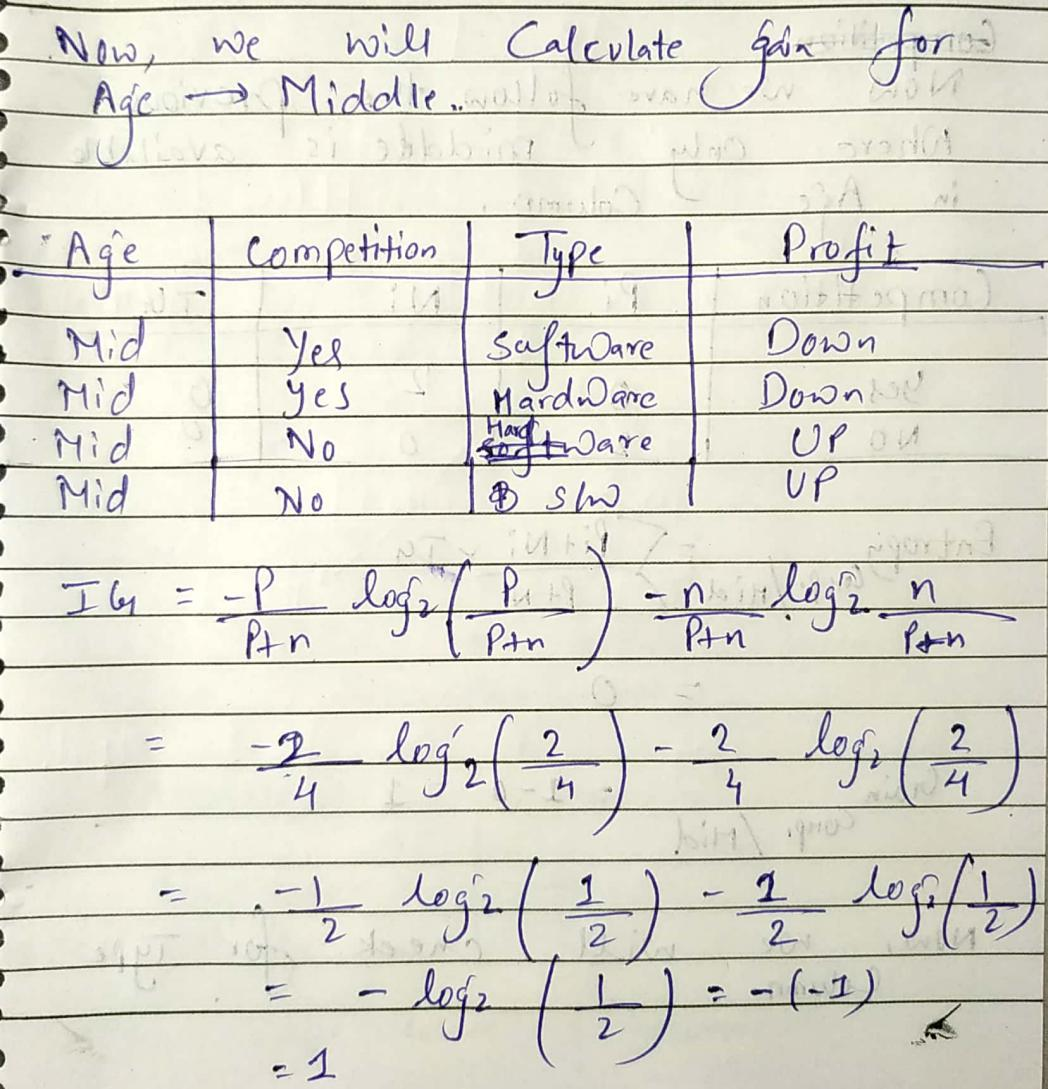 Now, we will Calculate gain for
Age → Middle..
Age Competition Type Profit
Mid Yes Software Down
Mid Yes Hardware Down
Mid No Hardware UP
Mid No S/w UP
IG = -P/P+n log2 (P/P+n) - n/P+n log2 n/P+n
= -2/4 log2 (2/4) - 2/4 log2 (2/4)
= -1/2 log2 (1/2) - 1/2 log2 (1/2)
= - log2 (1/2) = -(-1)
= 1